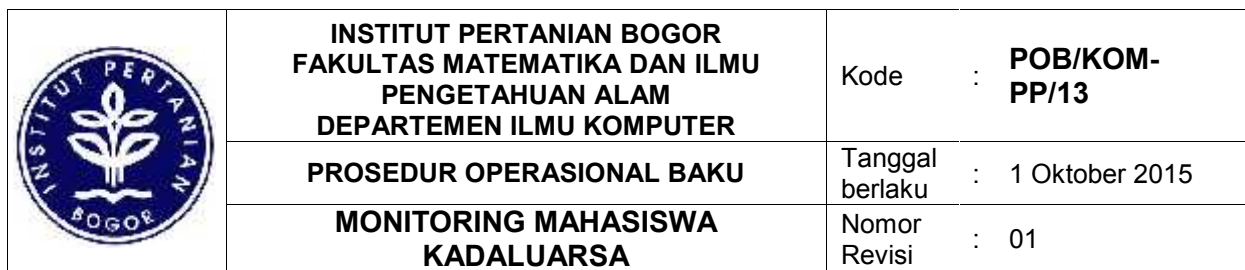 INSTITUT PERTANIAN BOGOR
INSTITUT PERTANIAN BOGOR
FAKULTAS MATEMATIKA DAN ILMU
PENGETAHUAN ALAM
DEPARTEMEN ILMU KOMPUTER
Kode : POB/KOM-
PP/13
PROSEDUR OPERASIONAL BAKU
Tanggal
berlaku : 1 Oktober 2015
MONITORING MAHASISWA
KADALUARSA
Nomor
Revisi : 01